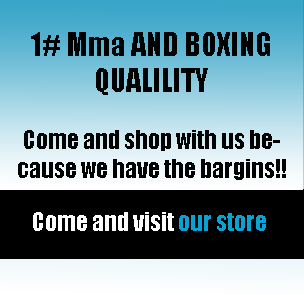 1# Mma AND BOXING
QUALILITY
Come and shop with us be-
cause we have the bargins!!
Come and visit our store